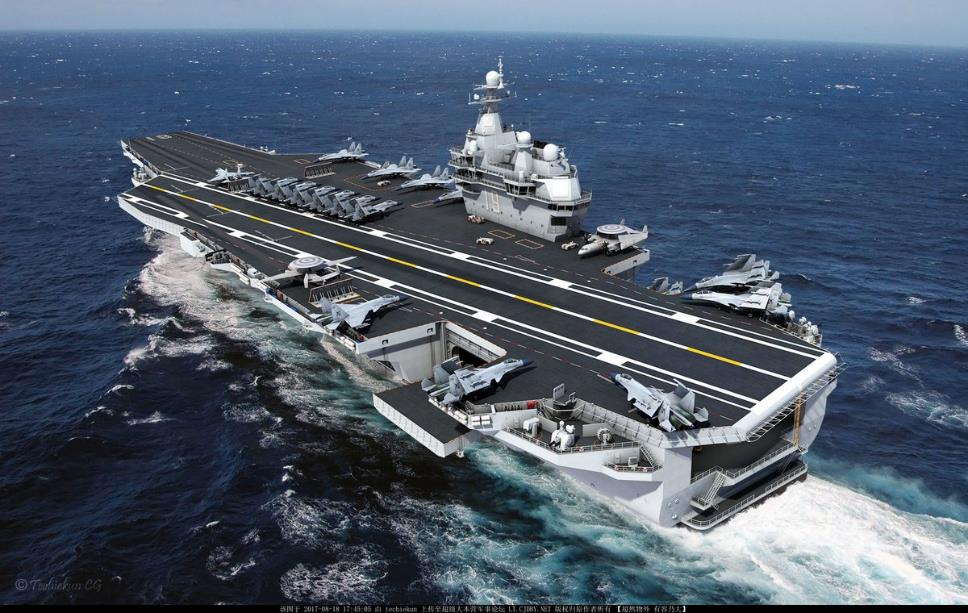 19
© Techiekun CG
该图于 2017-08-18 17:45:05 由 techiekun 上传至超级大本营军事论坛 LT.CJDBY.NET 版权归原作者所有 【超然物外 有容乃大】